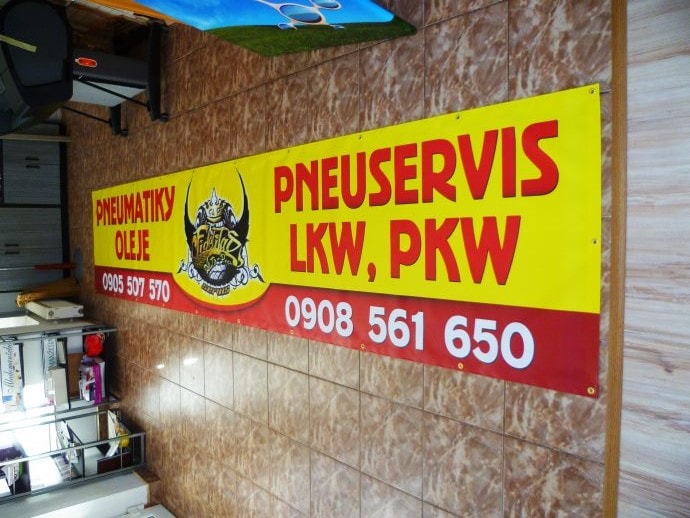 PNEUMATIKY
OLEJE
0905 507 570
PNEUSERVIS
LKW, PKW
0908 561 650